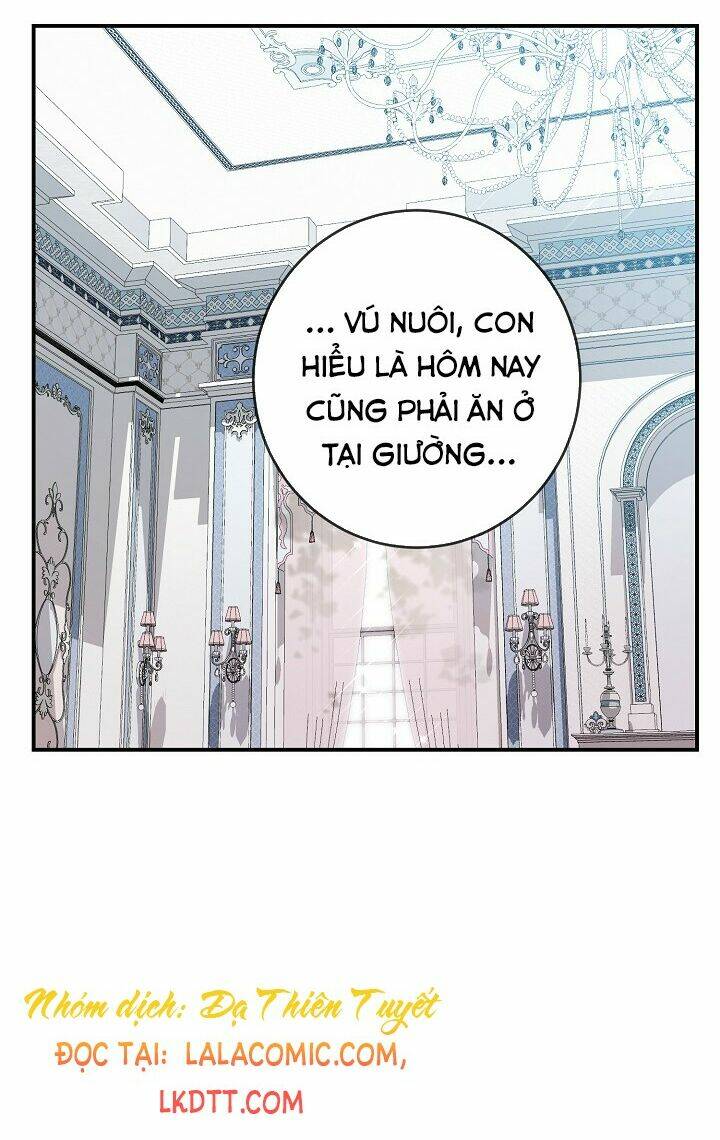 ... VÚ NUÔI, CON
HIỂU LÀ HÔM NAY
CŨNG PHẢI ĂN Ở
TẠI GIƯỜNG...
Nhóm dịch: Dạ Thiên Tuyết
ĐỌC TẠI: LALACOMIC.COM,
LKDTT.COM